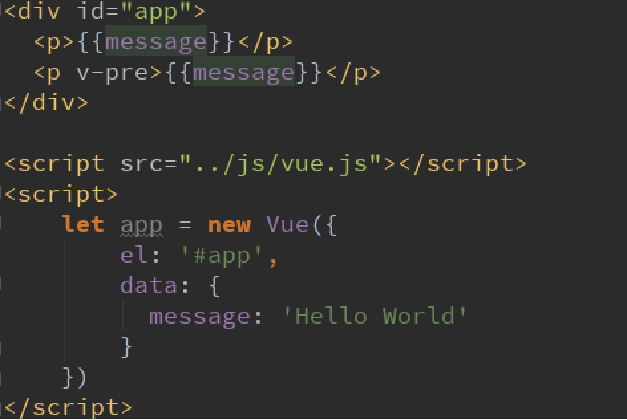 <div id="app">
  <p>{{message}}</p>
  <p v-pre>{{message}}</p>
</div>

<script src="../js/vue.js"></script>
<script>
    let app = new Vue({
        el: '#app',
        data: {
          message: 'Hello World'
        }
    })
</script>